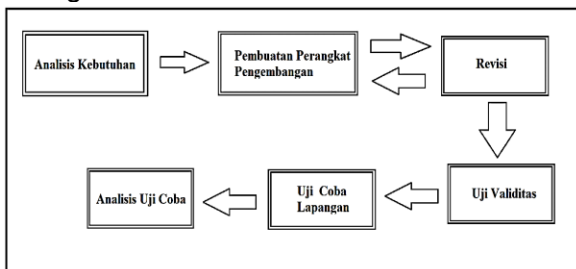 Analisis Kebutuhan
Pembuatan Perangkat
Pengembangan
Revisi
Analisis Uji Coba
Uji Coba
Lapangan
Uji Validitas